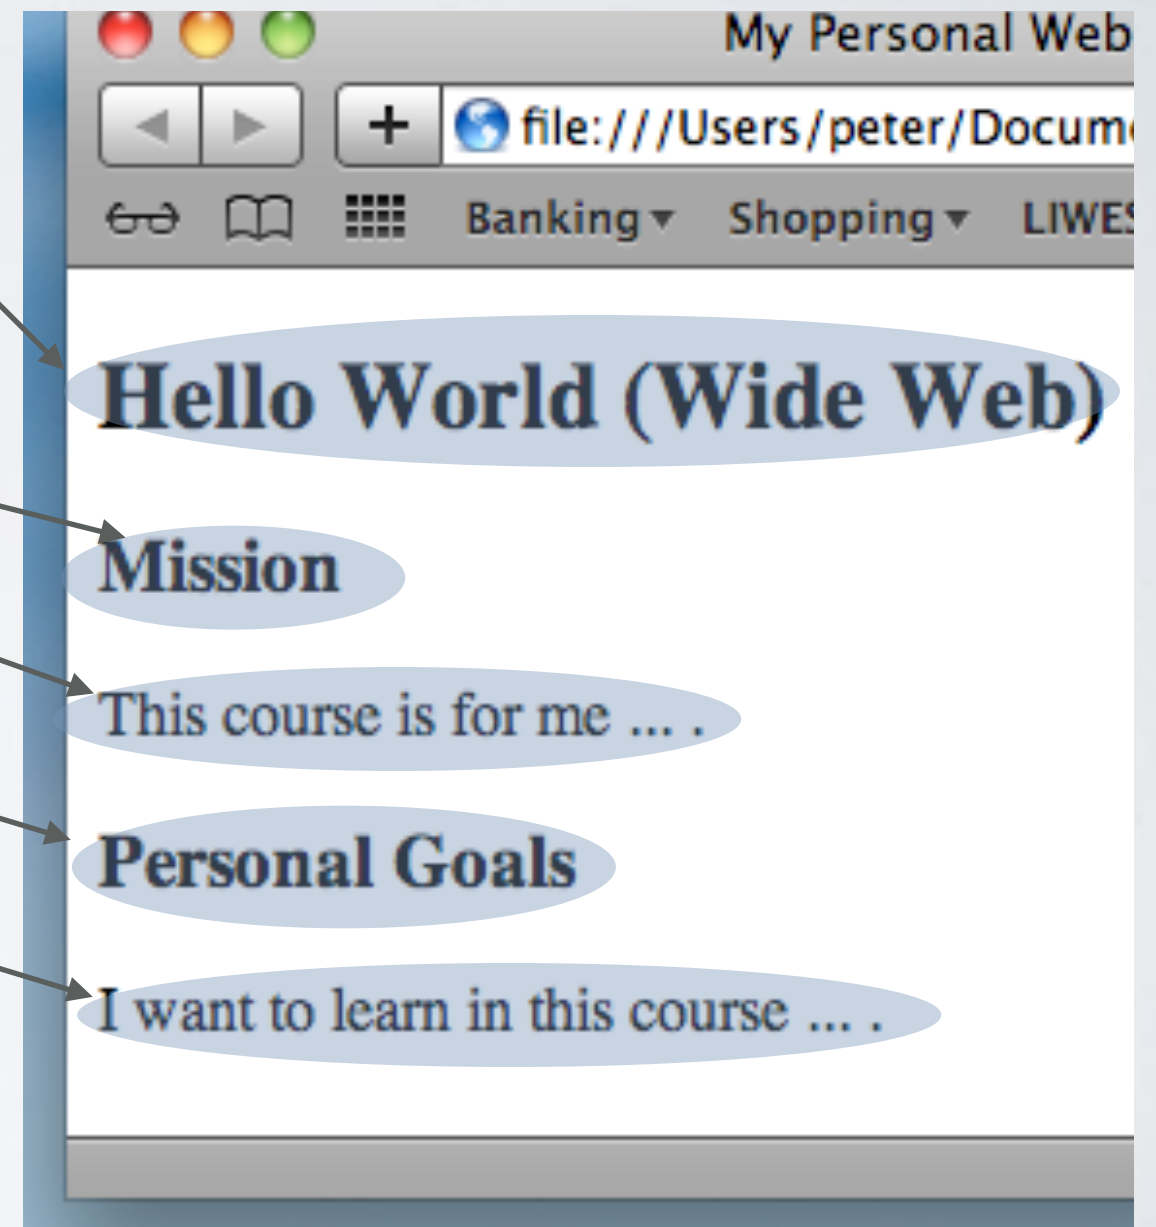 My Personal Web
file:///Users/peter/Docum
Banking Shopping LIWES
Hello World (Wide Web)
Mission
This course is for me ... .
Personal Goals
I want to learn in this course ... .